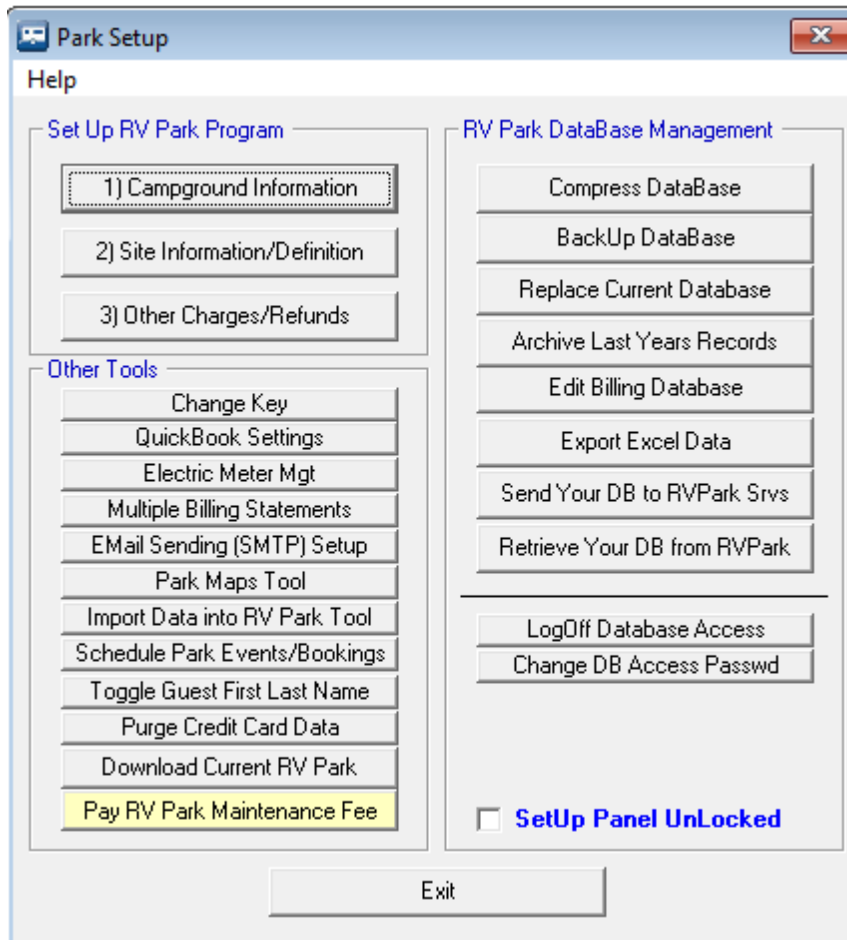 Park Setup
Help
Set Up RV Park Program
1) Campground Information
2) Site Information/Definition
3) Other Charges/Refunds
Other Tools
Change Key
QuickBook Settings
Electric Meter Mgt
Multiple Billing Statements
EMail Sending (SMTP) Setup
Park Maps Tool
Import Data into RV Park Tool
Schedule Park Events/Bookings
Toggle Guest First Last Name
Purge Credit Card Data
Download Current RV Park
Pay RV Park Maintenance Fee
RV Park DataBase Management
Compress DataBase
BackUp DataBase
Replace Current Database
Archive Last Years Records
Edit Billing Database
Export Excel Data
Send Your DB to RVPark Srvs
Retrieve Your DB from RVPark
LogOff Database Access
Change DB Access Passwd
SetUp Panel UnLocked
Exit